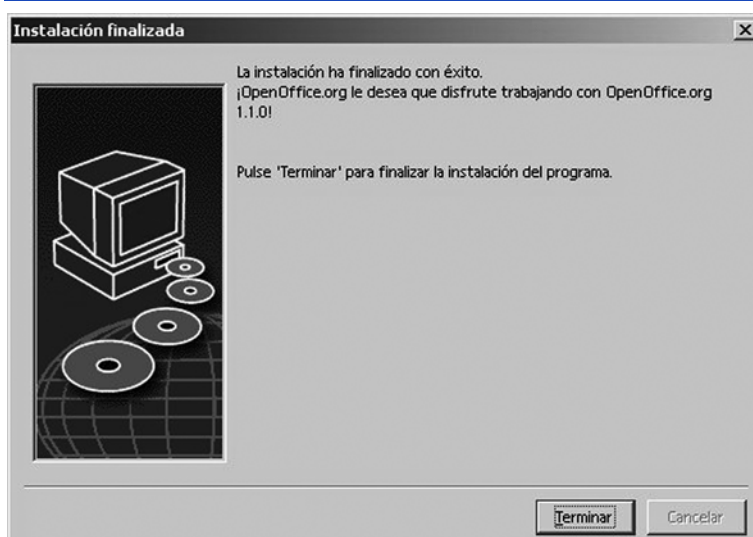 Instalación finalizada
La instalación ha finalizado con éxito.
¡OpenOffice.org le desea que disfrute trabajando con OpenOffice.org
1.1.0!
Pulse 'Terminar' para finalizar la instalación del programa.
Terminar
Cancelar